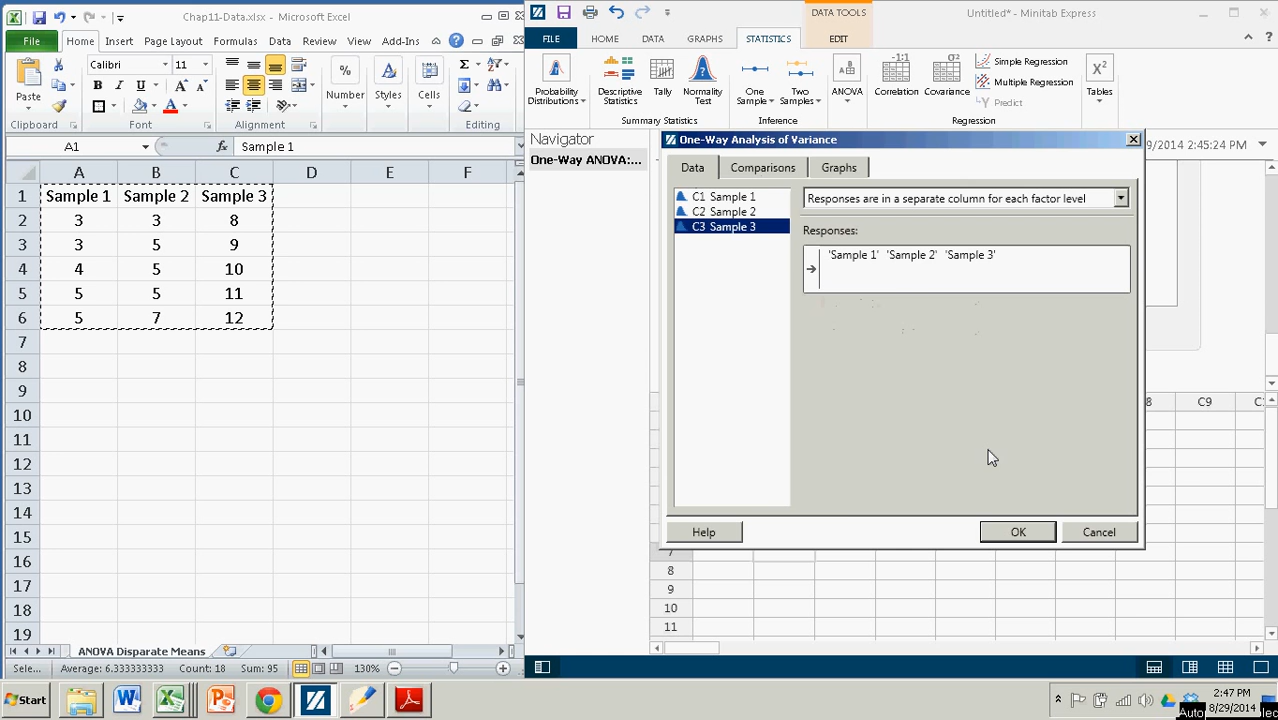 Chap11-Data.xlsx - Microsoft Excel
File Home Insert Page Layout Formulas Data Review View Add-Ins
Paste
Calibri 11
B I U
A A
Number
Styles
Cells
Clipboard Font Alignment Editing
A1 fx Sample 1
A B C D E F
1 Sample 1 Sample 2 Sample 3
2 3 3 8
3 3 5 9
4 4 5 10
5 5 5 11
6 5 7 12
7
8
9
10
11
12
13
14
15
16
17
18
19
ANOVA Disparate Means
Sele... Average: 6.333333333 Count: 18 Sum: 95 130%
Untitled* - Minitab Express
DATA TOOLS
FILE HOME DATA GRAPHS STATISTICS EDIT
Probability Distributions
Descriptive Statistics
Tally
Normality Test
One Sample
Two Samples
ANOVA
Correlation
Covariance
Simple Regression
Multiple Regression
Predict
Tables
Summary Statistics Inference Regression
Navigator
One-Way ANOVA:...
9/2014 2:45:24 PM
One-Way Analysis of Variance
Data Comparisons Graphs
C1 Sample 1
C2 Sample 2
C3 Sample 3
Responses are in a separate column for each factor level
Responses:
'Sample 1' 'Sample 2' 'Sample 3'
Help OK Cancel
8 C9
7
8
9
10
11
Start
2:47 PM
8/29/2014